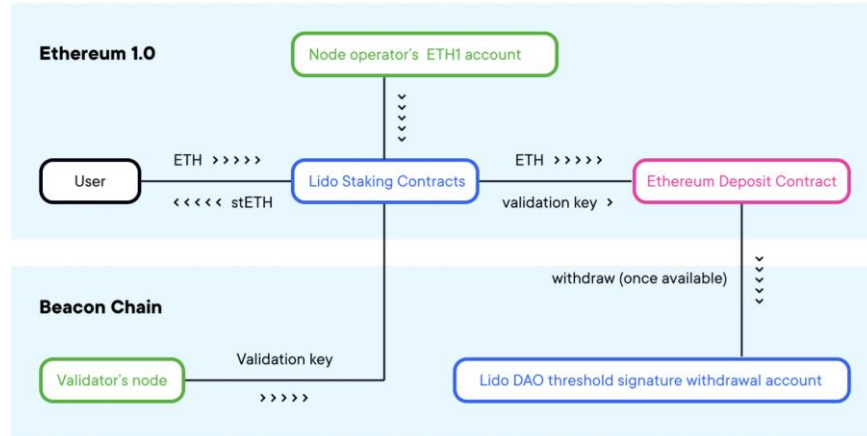 Ethereum 1.0
Node operator's ETH1 account
ETH >>>>>
ETH >>>>>
User
Lido Staking Contracts
Ethereum Deposit Contract
<<<<< stETH
validation key >
withdraw (once available)
Beacon Chain
Validation key
Validator's node
Lido DAO threshold signature withdrawal account
>>>>>